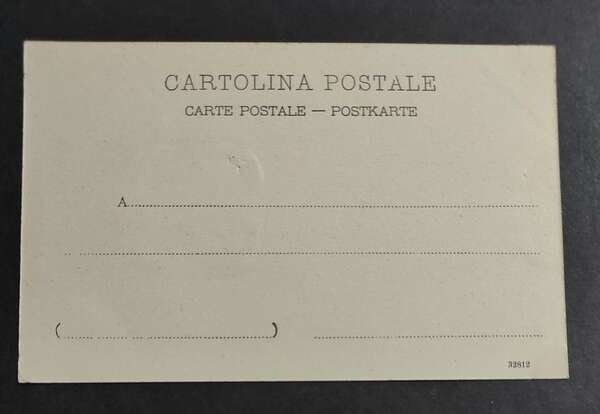 CARTOLINA POSTALE
CARTE POSTALE — POSTKARTE
A
( )
32812